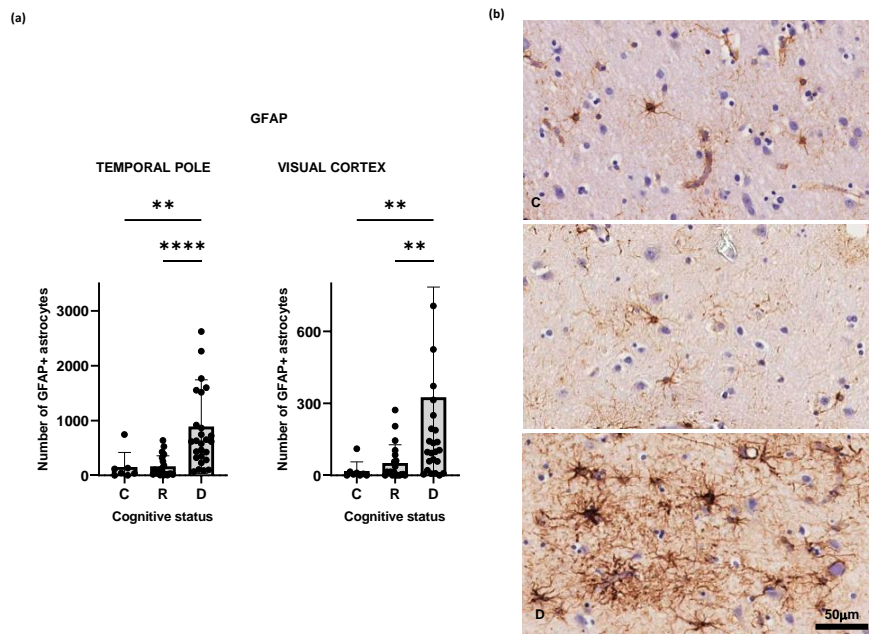 (a)
(b)
GFAP
TEMPORAL POLE
VISUAL CORTEX
**
****
**
**
Number of GFAP+ astrocytes
3000
2000
1000
0
C R D
Cognitive status
Number of GFAP+ astrocytes
600
300
0
C R D
Cognitive status
C
D
50µm